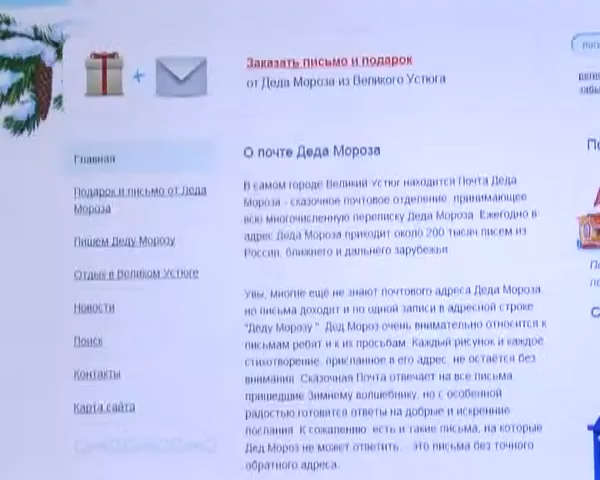 Заказать письмо и подарок
от Деда Мороза из Великого Устюга
Главная
Подарок и письмо от Деда
Мороза
Пишем Деду Морозу
Отдых в Великом Устюге
Новости
Поиск
Контакты
Карта сайта
О почте Деда Мороза
В самом городе Великий Устюг находится Почта Деда
Мороза - сказочное почтовое отделение, принимающее
всю многочисленную переписку Деда Мороза. Ежегодно в
адрес Деда Мороза приходит около 200 тысяч писем из
России, ближнего и дальнего зарубежья.
Увы, многие ещё не знают почтового адреса Деда Мороза,
но письма доходят и по одной записи в адресной строке
"Деду Морозу". Дед Мороз очень внимательно относится к
письмам ребят и к их просьбам. Каждый рисунок и каждое
стихотворение, присланное в его адрес, не остаётся без
внимания. Сказочная Почта отвечает на все письма,
пришедшие Зимнему волшебнику, но с особенной
радостью готовятся ответы на добрые и искренние
послания. К сожалению, есть и такие письма, на которые
Дед Мороз не может ответить, - это письма без точного
обратного адреса.